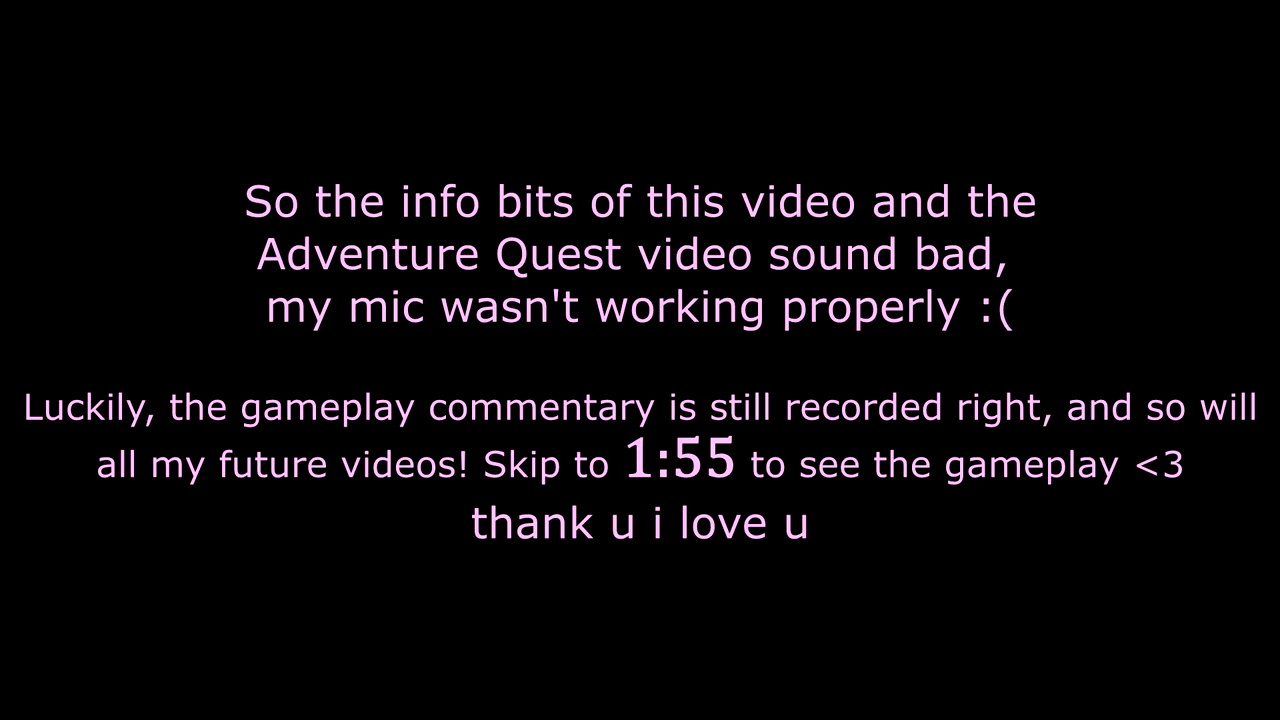 So the info bits of this video and the
Adventure Quest video sound bad,
my mic wasn't working properly :(
Luckily, the gameplay commentary is still recorded right, and so will
all my future videos! Skip to 1:55 to see the gameplay <3
thank u i love u